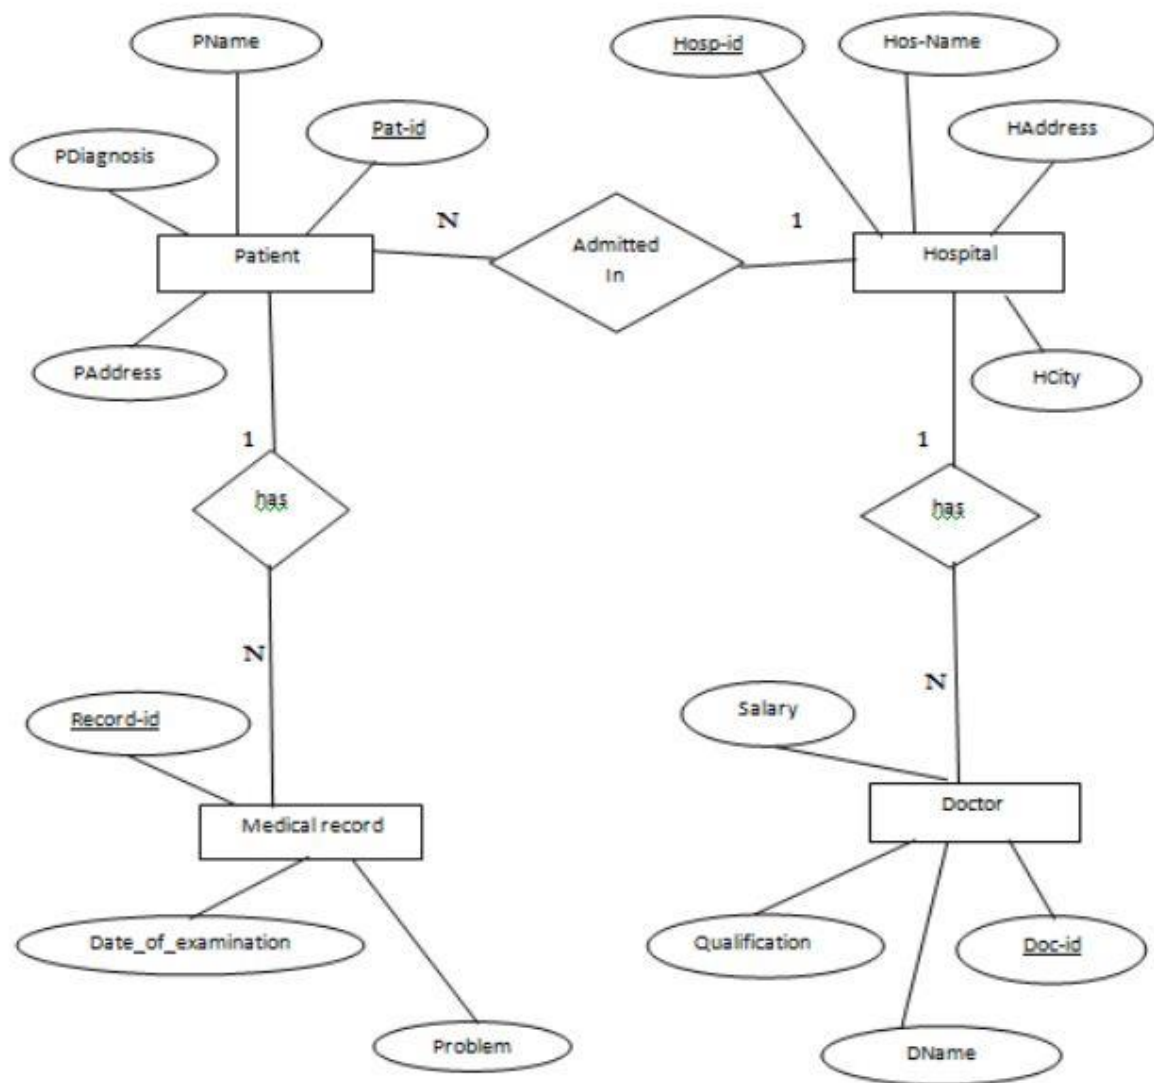 PName
Hosp-id
Hos-Name
Pat-id
HAddress
PDiagnosis
N
1
Patient
Admitted
In
Hospital
PAddress
HCity
1
1
has
has
N
N
Record-id
Salary
Medical record
Doctor
Date_of_examination
Qualification
Doc-id
Problem
DName